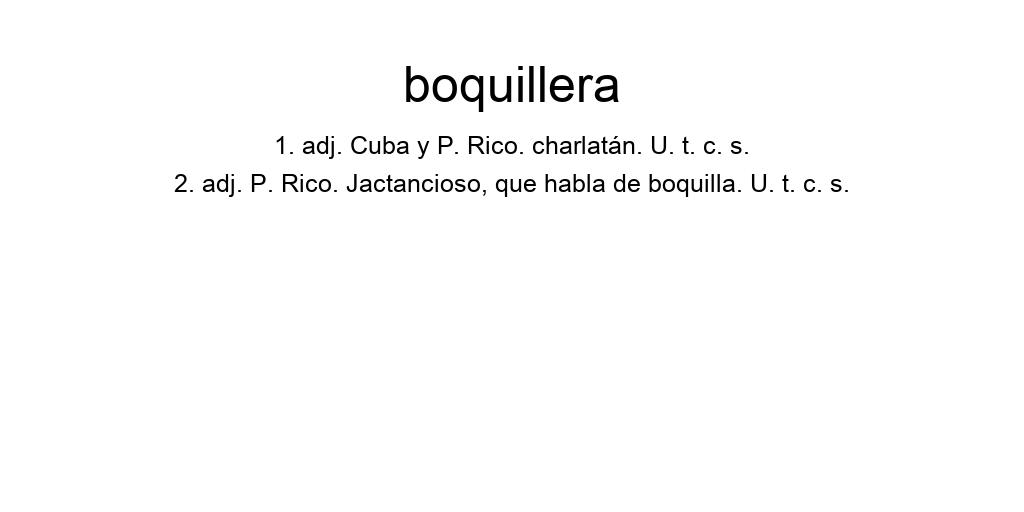 boquillera
1. adj. Cuba y P. Rico. charlatán. U. t. c. s.
2. adj. P. Rico. Jactancioso, que habla de boquilla. U. t. c. s.